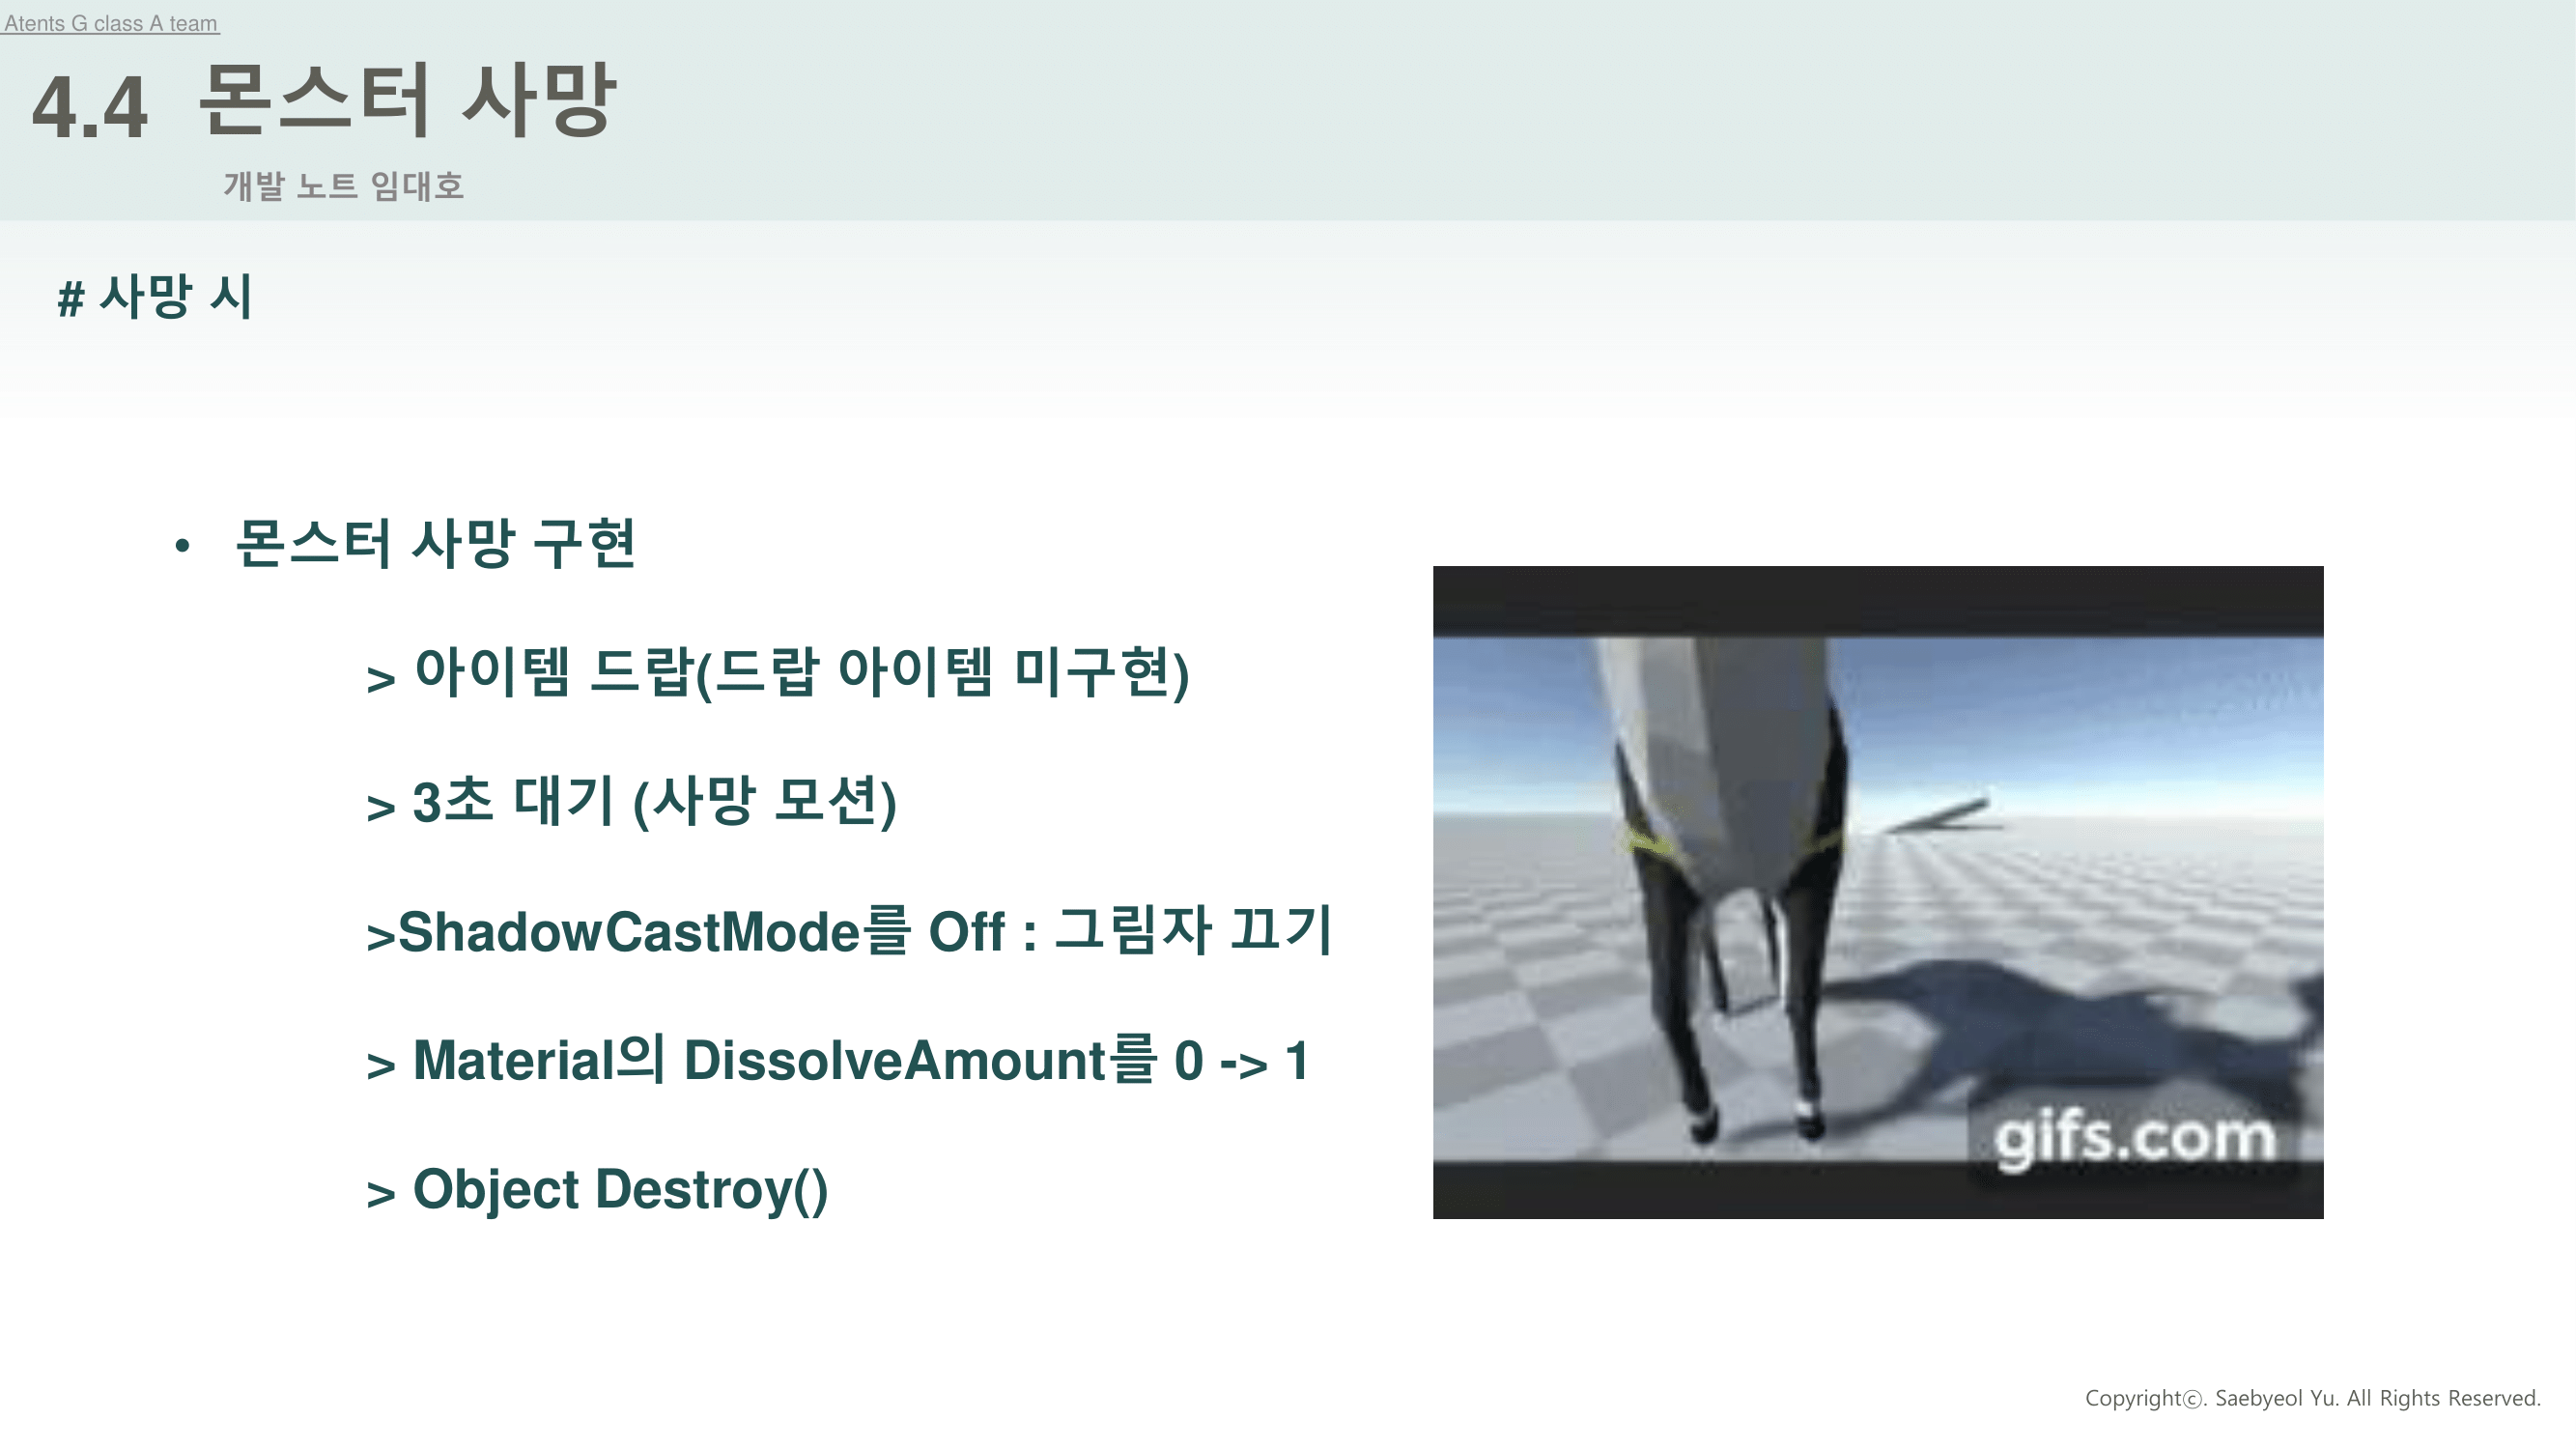 Atents G class A team
4.4 몬스터 사망
개발 노트 임대호
# 사망 시
• 몬스터 사망 구현
> 아이템 드랍(드랍 아이템 미구현)
> 3초 대기 (사망 모션)
>ShadowCastMode를 Off : 그림자 끄기
> Material의 DissolveAmount를 0 -> 1
> Object Destroy()
gifs.com
Copyrightⓒ. Saebyeol Yu. All Rights Reserved.